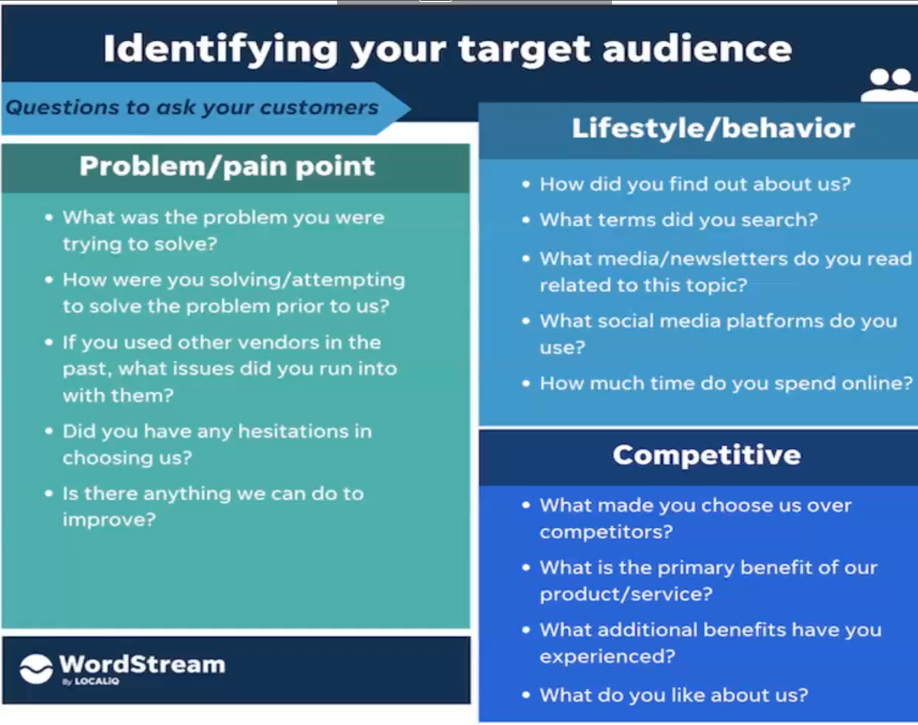 Identifying your target audience
Questions to ask your customers
Problem/pain point
• What was the problem you were
trying to solve?
• How were you solving/attempting
to solve the problem prior to us?
• If you used other vendors in the
past, what issues did you run into
with them?
• Did you have any hesitations in
choosing us?
• Is there anything we can do to
improve?
WordStream
By LOCALiQ
Lifestyle/behavior
• How did you find out about us?
• What terms did you search?
• What media/newsletters do you read
related to this topic?
• What social media platforms do you
use?
• How much time do you spend online?
Competitive
• What made you choose us over
competitors?
• What is the primary benefit of our
product/service?
• What additional benefits have you
experienced?
• What do you like about us?